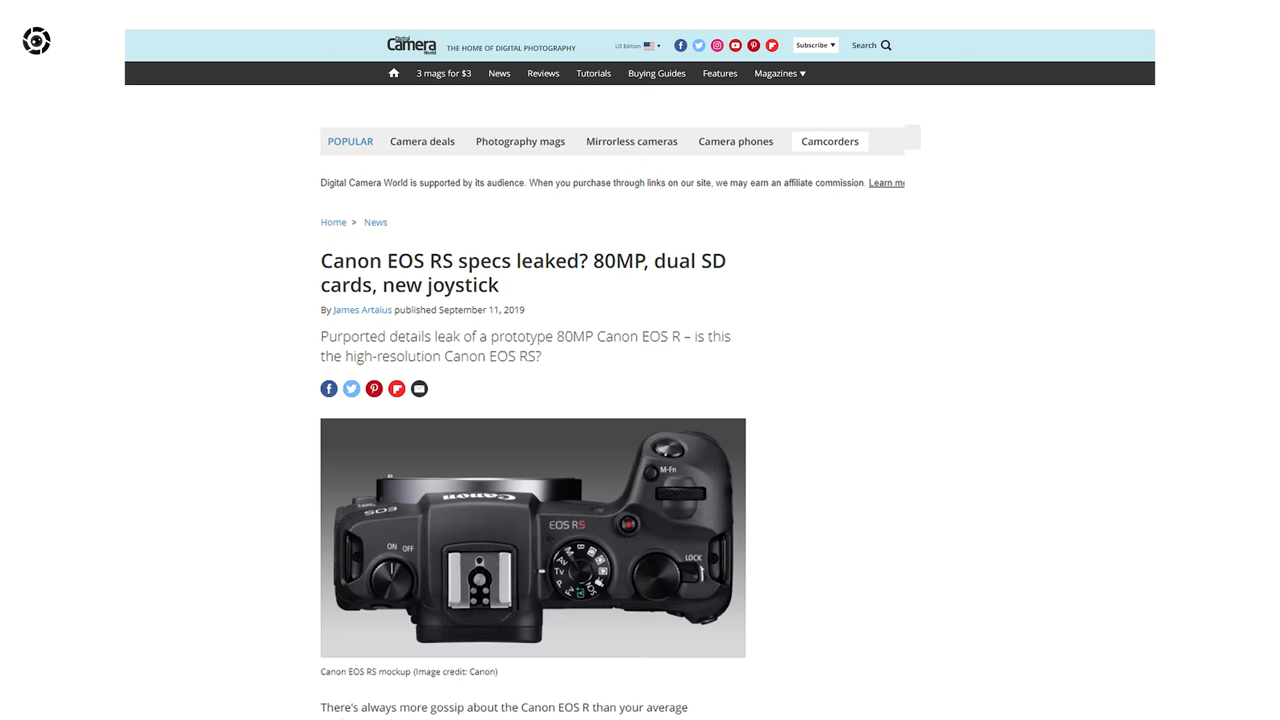 Digital Camera World
THE HOME OF DIGITAL PHOTOGRAPHY
US Edition
Subscribe ▼
Search
3 mags for $3
News
Reviews
Tutorials
Buying Guides
Features
Magazines ▼
POPULAR
Camera deals
Photography mags
Mirrorless cameras
Camera phones
Camcorders
Digital Camera World is supported by its audience. When you purchase through links on our site, we may earn an affiliate commission. Learn mo
Home > News
Canon EOS RS specs leaked? 80MP, dual SD
cards, new joystick
By James Artaius published September 11, 2019
Purported details leak of a prototype 80MP Canon EOS R – is this
the high-resolution Canon EOS RS?
M-Fn
Canon
EOS
EOS RS
ON OFF
LOCK
B
M
Av
Tv
P
Fv
Canon EOS RS mockup (Image credit: Canon)
There's always more gossip about the Canon EOS R than your average